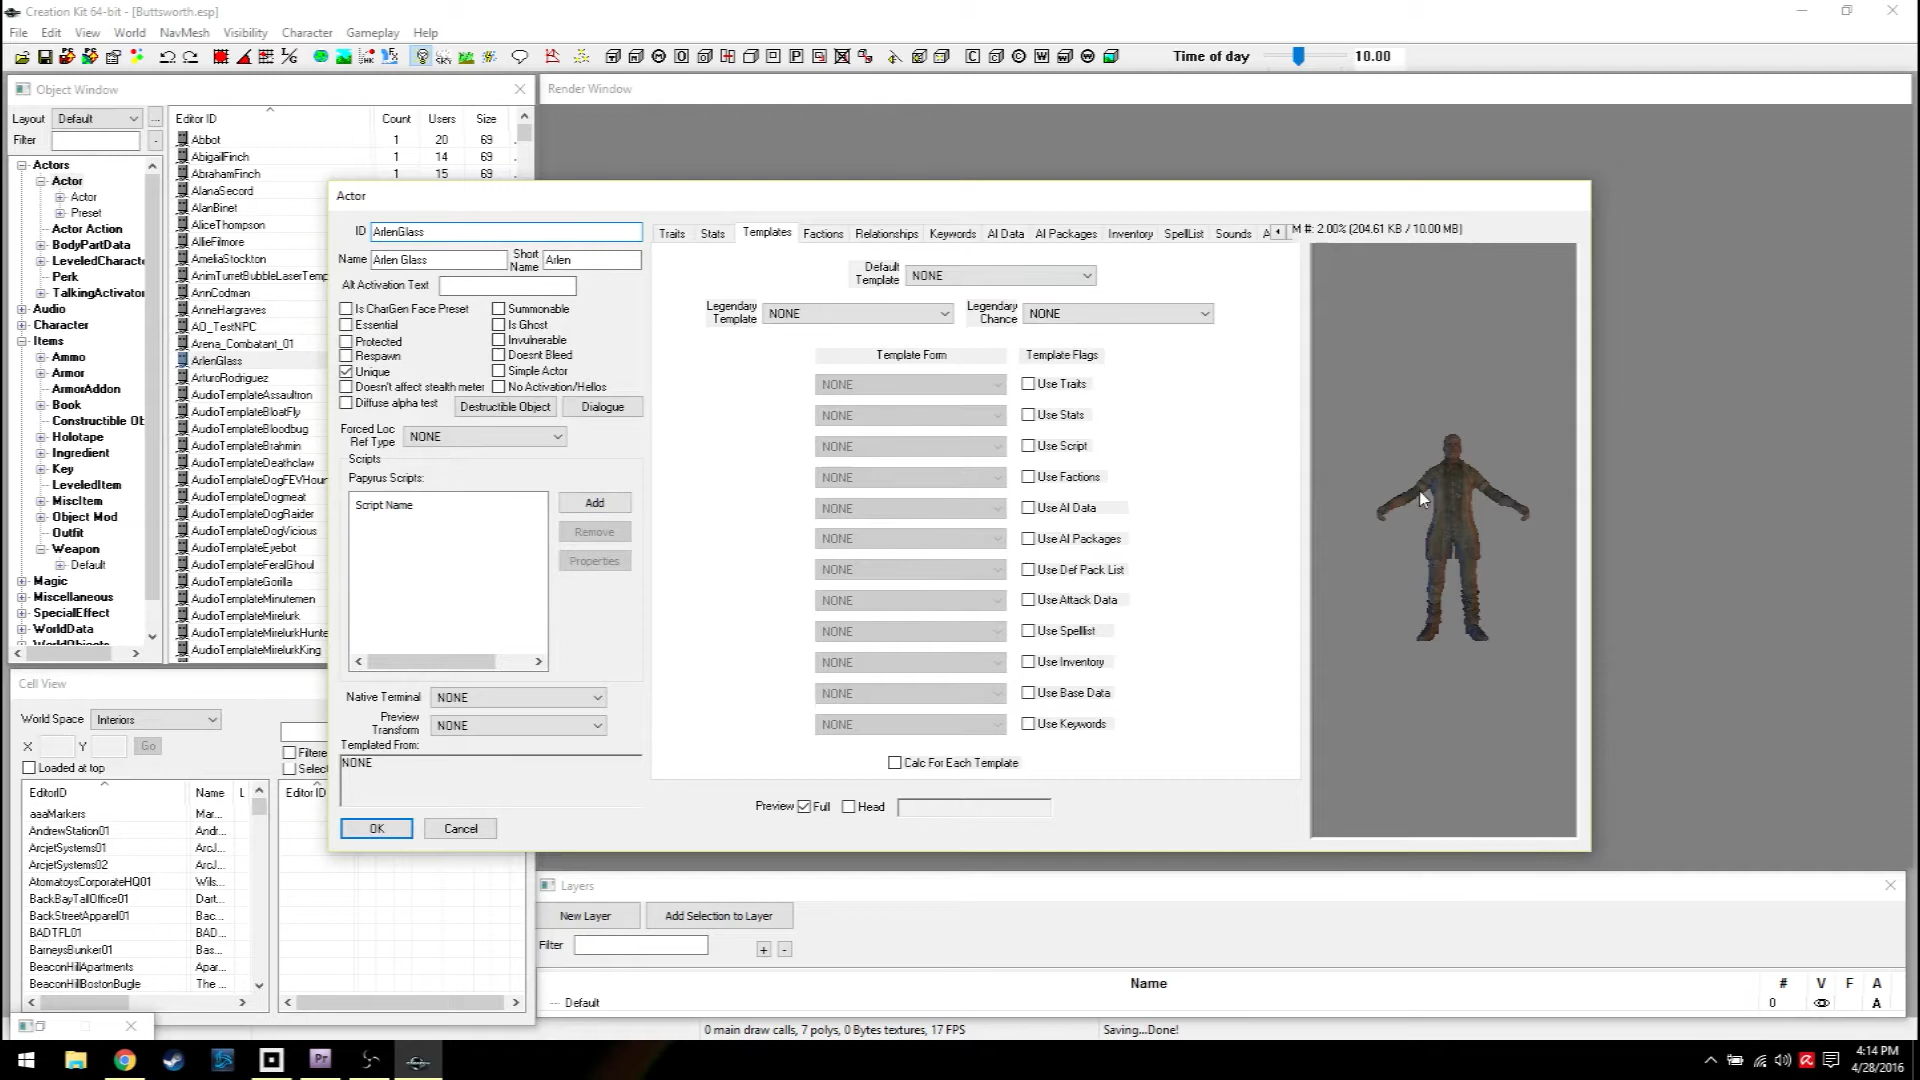 Creation Kit 64-bit - [Buttsworth.esp]
File Edit View World NavMesh Visibility Character Gameplay Help
Time of day 10.00
Object Window
Render Window
Layout Default ...
Filter -
Actors
Actor
Actor
Preset
Actor Action
BodyPartData
LeveledCharact
Perk
TalkingActivator
Audio
Character
Items
Ammo
Armor
ArmorAddon
Book
Constructible Ob
Holotape
Ingredient
Key
LeveledItem
MiscItem
Object Mod
Outfit
Weapon
Default
Magic
Miscellaneous
SpecialEffect
WorldData
WorldObjects
Editor ID Count Users Size
Abbot 1 20 69
AbigailFinch 1 14 69
AbrahamFinch 1 15 69
AlanaSecord
AlanBinet
AliceThompson
AllieFilmore
AmeliaStockton
AnimTurretBubbleLaserTemp
AnnCodman
AnneHargraves
AO_TestNPC
Arena_Combatant_01
ArlenGlass
ArturoRodriguez
AudioTemplateAssaultron
AudioTemplateBloatFly
AudioTemplateBloodbug
AudioTemplateBrahmin
AudioTemplateDeathclaw
AudioTemplateDogFEVHour
AudioTemplateDogmeat
AudioTemplateDogRaider
AudioTemplateDogVicious
AudioTemplateEyebot
AudioTemplateFeralGhoul
AudioTemplateGorilla
AudioTemplateMinutemen
AudioTemplateMirelurk
AudioTemplateMirelurkHunte
AudioTemplateMirelurkKing
Actor
ID ArlenGlass
Name Arlen Glass Short Name Arlen
Alt Activation Text
Is CharGen Face Preset Summonable
Essential Is Ghost
Protected Invulnerable
Respawn Doesnt Bleed
Unique Simple Actor
Doesn't affect stealth meter No Activation/Hellos
Diffuse alpha test Destructible Object Dialogue
Forced Loc Ref Type NONE
Scripts
Papyrus Scripts:
Script Name
Add
Remove
Properties
Native Terminal NONE
Preview Transform NONE
Templated From:
NONE
OK Cancel
Traits Stats Templates Factions Relationships Keywords AI Data AI Packages Inventory SpellList Sounds A
M #: 2.00% (204.61 KB / 10.00 MB)
Default Template NONE
Legendary Template NONE Legendary Chance NONE
Template Form Template Flags
NONE Use Traits
NONE Use Stats
NONE Use Script
NONE Use Factions
NONE Use AI Data
NONE Use AI Packages
NONE Use Def Pack List
NONE Use Attack Data
NONE Use Spelllist
NONE Use Inventory
NONE Use Base Data
NONE Use Keywords
Calc For Each Template
Preview Full Head
Cell View
World Space Interiors
X Y Go
Loaded at top
Filtere
Select
EditorID Name L
aaaMarkers Mar...
AndrewStation01 Andr...
ArcjetSystems01 ArcJ...
ArcjetSystems02 ArcJ...
AtomatoysCorporateHQ01 Wils...
BackBayTallOffice01 Dart...
BackStreetApparel01 Bac...
BADTFL01 BAD...
BarneysBunker01 Bas...
BeaconHillApartments Apar...
BeaconHillBostonBugle The ...
Editor ID
Layers
New Layer Add Selection to Layer
Filter + -
Name # V F A
Default 0 A
0 main draw calls, 7 polys, 0 Bytes textures, 17 FPS Saving...Done!
4:14 PM
4/28/2016